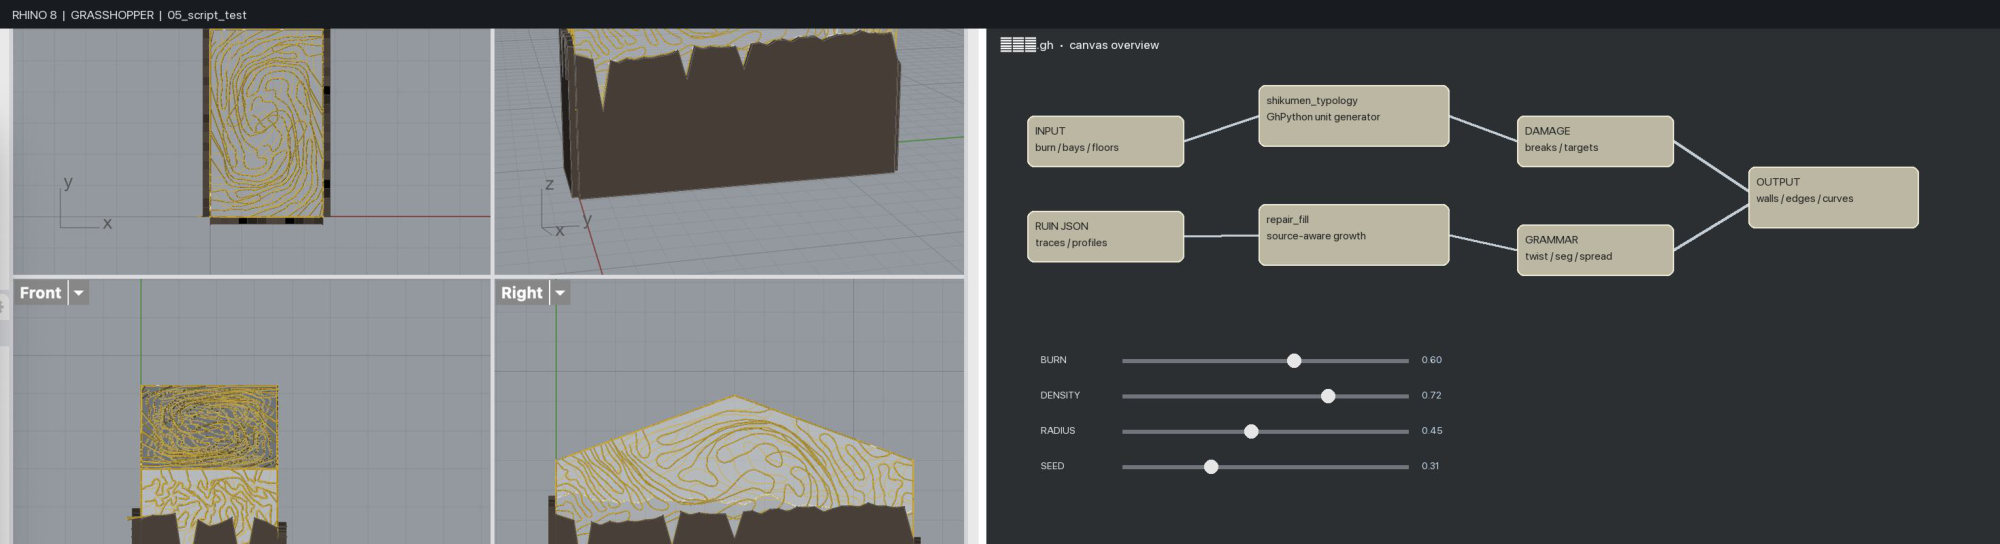 RHINO 8 | GRASSHOPPER | 05_script_test
y
x
z
y
x
Front
Right
.gh · canvas overview
INPUT
burn / bays / floors
shikumen_typology
GhPython unit generator
DAMAGE
breaks / targets
OUTPUT
walls / edges / curves
RUIN JSON
traces / profiles
repair_fill
source-aware growth
GRAMMAR
twist / seg / spread
BURN 0.60
DENSITY 0.72
RADIUS 0.45
SEED 0.31